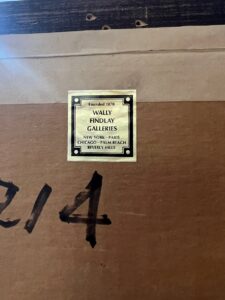 Founded 1870
WALLY
FINDLAY
GALLERIES
NEW YORK · PARIS
CHICAGO · PALM BEACH
BEVERLY HILLS
214